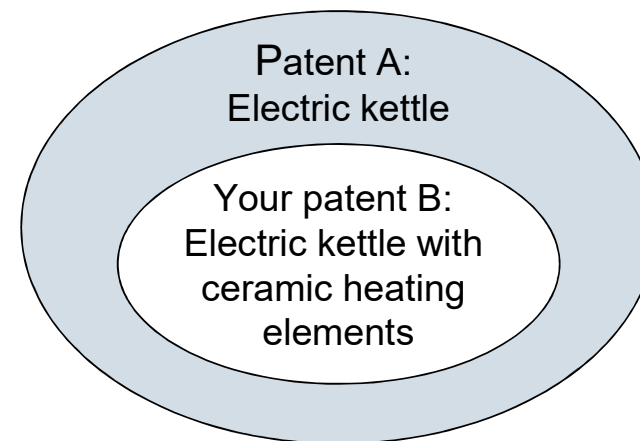 Patent A:
Electric kettle
Your patent B:
Electric kettle with
ceramic heating
elements